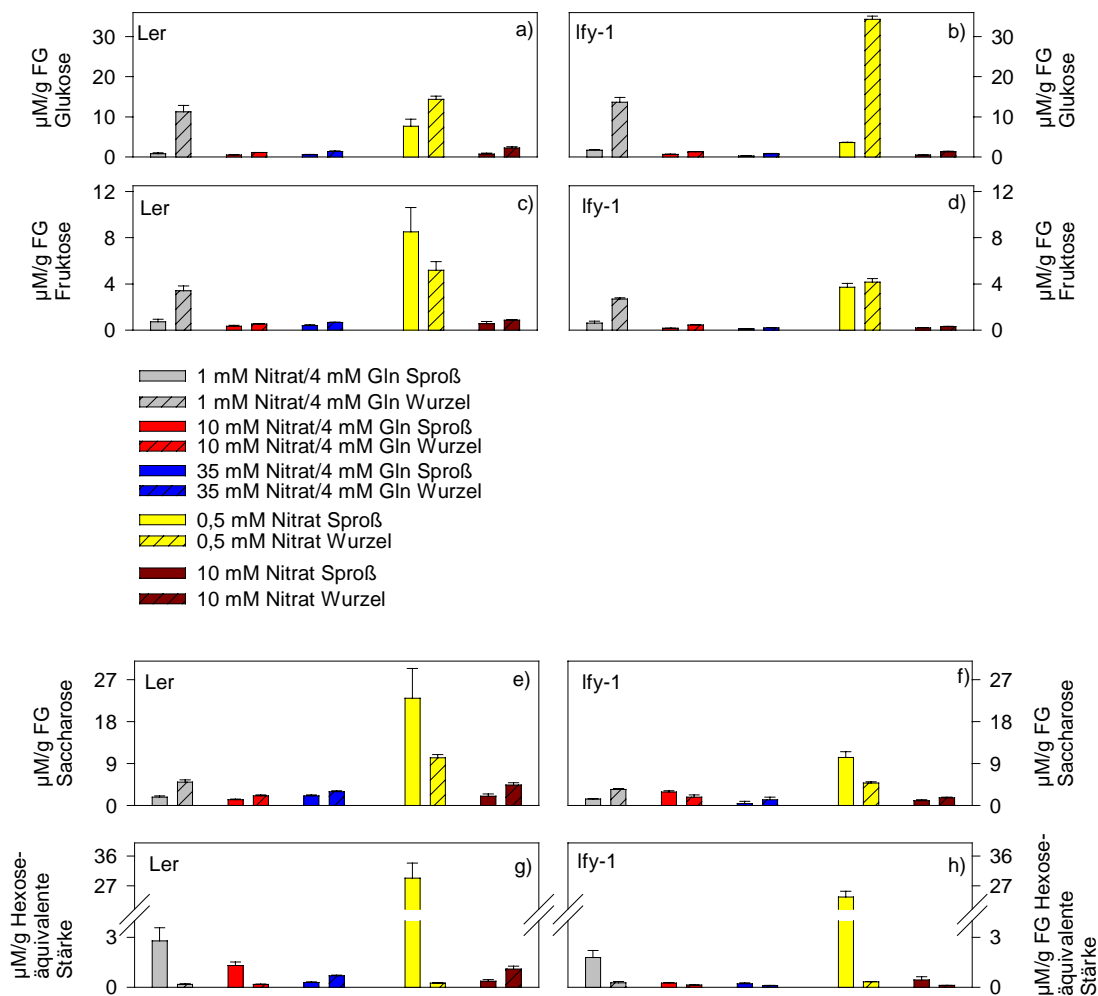 Ler
a)
lfy-1
b)
30
20
10
0
µM/g FG
Glukose
30
20
10
0
µM/g FG
Glukose
Ler
c)
lfy-1
d)
12
8
4
0
µM/g FG
Fruktose
12
8
4
0
µM/g FG
Fruktose
1 mM Nitrat/4 mM Gln Sproß
1 mM Nitrat/4 mM Gln Wurzel
10 mM Nitrat/4 mM Gln Sproß
10 mM Nitrat/4 mM Gln Wurzel
35 mM Nitrat/4 mM Gln Sproß
35 mM Nitrat/4 mM Gln Wurzel
0,5 mM Nitrat Sproß
0,5 mM Nitrat Wurzel
10 mM Nitrat Sproß
10 mM Nitrat Wurzel
Ler
e)
lfy-1
f)
27
18
9
0
µM/g FG
Saccharose
27
18
9
0
µM/g FG
Saccharose
Ler
g)
lfy-1
h)
36
27
3
0
µM/g Hexose-
äquivalente
Stärke
36
27
3
0
µM/g FG Hexose-
äquivalente
Stärke